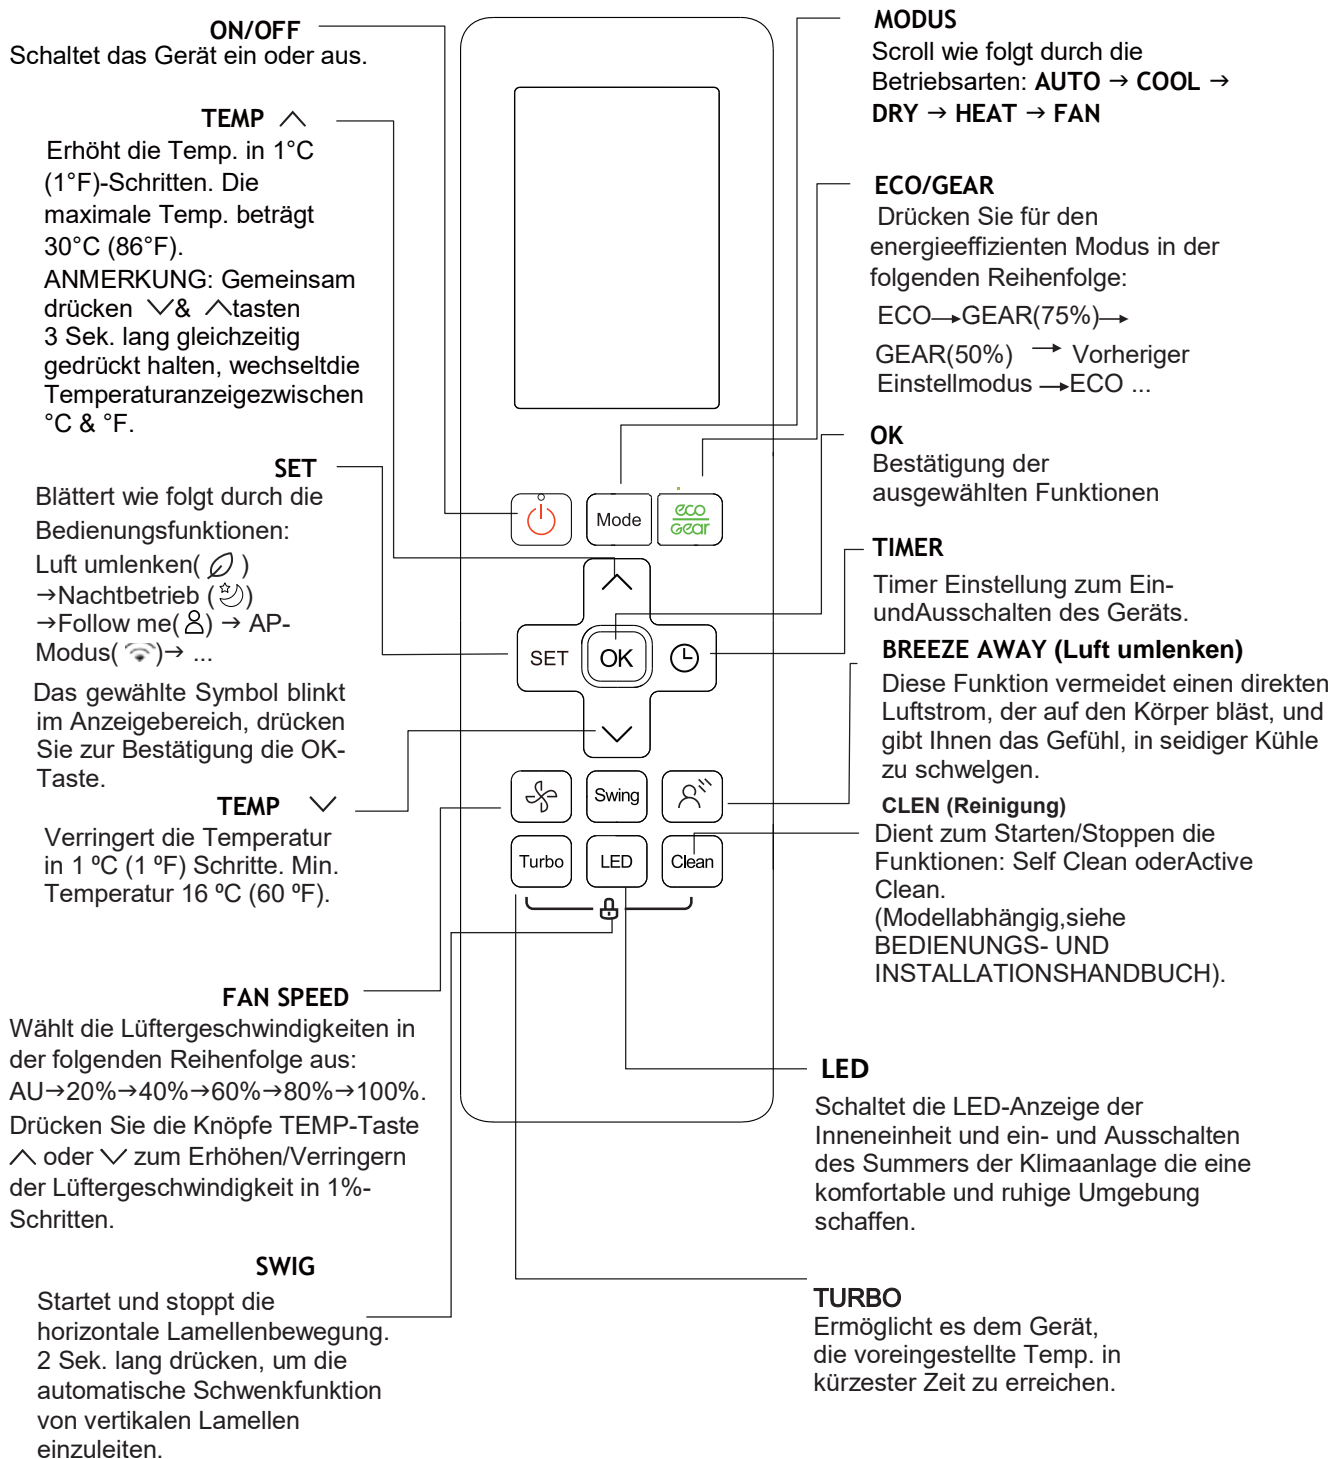 ON/OFF
Schaltet das Gerät ein oder aus.
TEMP ︿
Erhöht die Temp. in 1°C
(1°F)-Schritten. Die
maximale Temp. beträgt
30°C (86°F).
ANMERKUNG: Gemeinsam
drücken ﹀& ︿tasten
3 Sek. lang gleichzeitig
gedrückt halten, wechseltdie
Temperaturanzeigezwischen
°C & °F.
SET
Blättert wie folgt durch die
Bedienungsfunktionen:
Luft umlenken( )
→Nachtbetrieb ( )
→Follow me( ) → AP-
Modus( )→ ...
Das gewählte Symbol blinkt
im Anzeigebereich, drücken
Sie zur Bestätigung die OK-
Taste.
TEMP ﹀
Verringert die Temperatur
in 1 ºC (1 ºF) Schritte. Min.
Temperatur 16 ºC (60 ºF).
FAN SPEED
Wählt die Lüftergeschwindigkeiten in
der folgenden Reihenfolge aus:
AU→20%→40%→60%→80%→100%.
Drücken Sie die Knöpfe TEMP-Taste
︿ oder ﹀ zum Erhöhen/Verringern
der Lüftergeschwindigkeit in 1%-
Schritten.
SWIG
Startet und stoppt die
horizontale Lamellenbewegung.
2 Sek. lang drücken, um die
automatische Schwenkfunktion
von vertikalen Lamellen
einzuleiten.
Mode
eco
Gear
SET
OK
Swing
Turbo
LED
Clean
MODUS
Scroll wie folgt durch die
Betriebsarten: AUTO → COOL →
DRY → HEAT → FAN
ECO/GEAR
Drücken Sie für den
energieeffizienten Modus in der
folgenden Reihenfolge:
ECO→GEAR(75%)→
GEAR(50%) → Vorheriger
Einstellmodus →ECO ...
OK
Bestätigung der
ausgewählten Funktionen
TIMER
Timer Einstellung zum Ein-
undAusschalten des Geräts.
BREEZE AWAY (Luft umlenken)
Diese Funktion vermeidet einen direkten
Luftstrom, der auf den Körper bläst, und
gibt Ihnen das Gefühl, in seidiger Kühle
zu schwelgen.
CLEN (Reinigung)
Dient zum Starten/Stoppen die
Funktionen: Self Clean oderActive
Clean.
(Modellabhängig,siehe
BEDIENUNGS- UND
INSTALLATIONSHANDBUCH).
LED
Schaltet die LED-Anzeige der
Inneneinheit und ein- und Ausschalten
des Summers der Klimaanlage die eine
komfortable und ruhige Umgebung
schaffen.
TURBO
Ermöglicht es dem Gerät,
die voreingestellte Temp. in
kürzester Zeit zu erreichen.